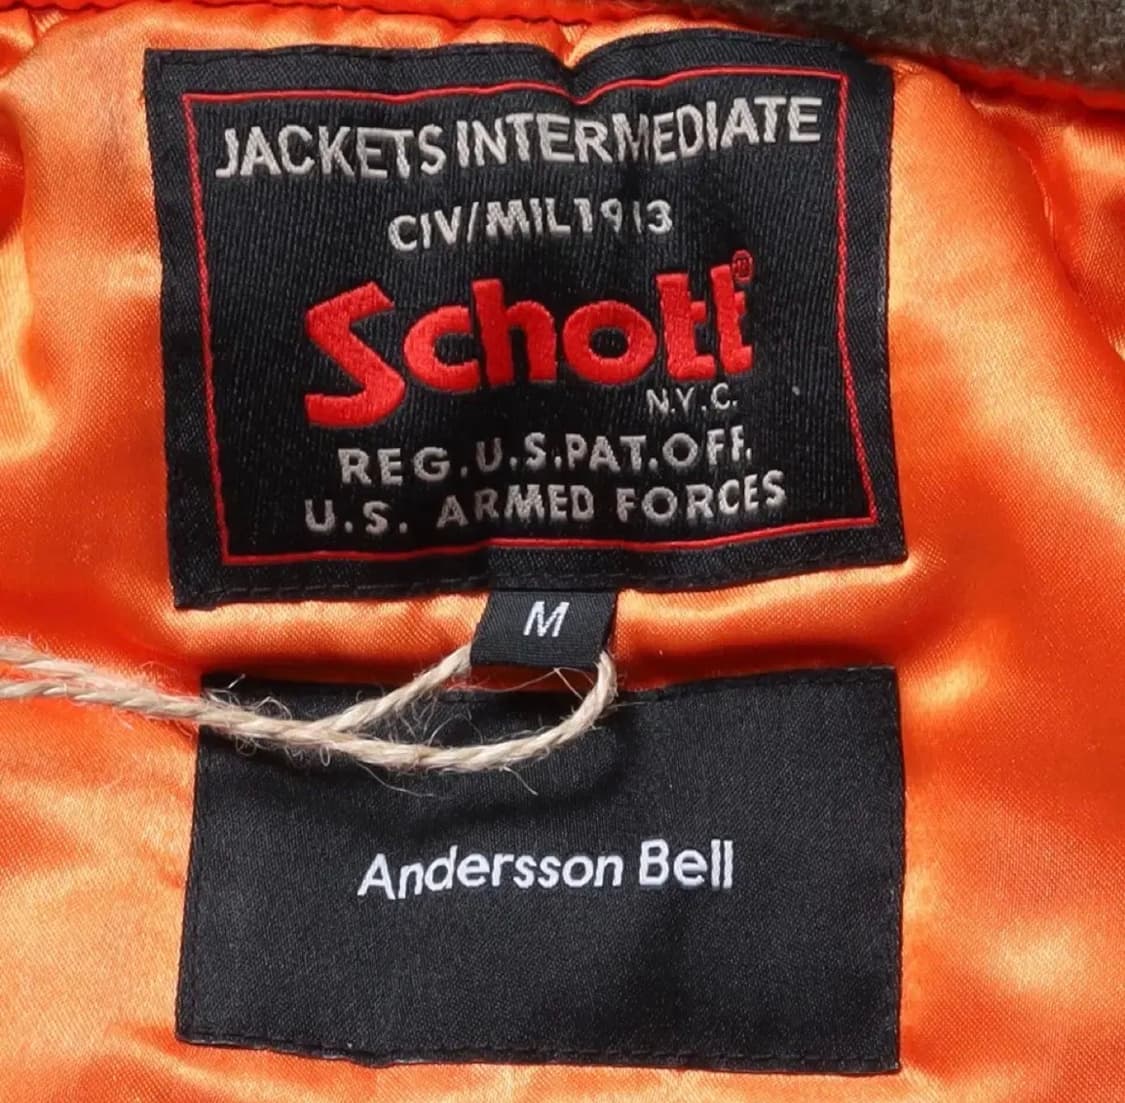 JACKETS INTERMEDIATE
CIV/MIL1913
Schott®
N.Y.C.
REG.U.S.PAT.OFF.
U.S. ARMED FORCES
M
Andersson Bell